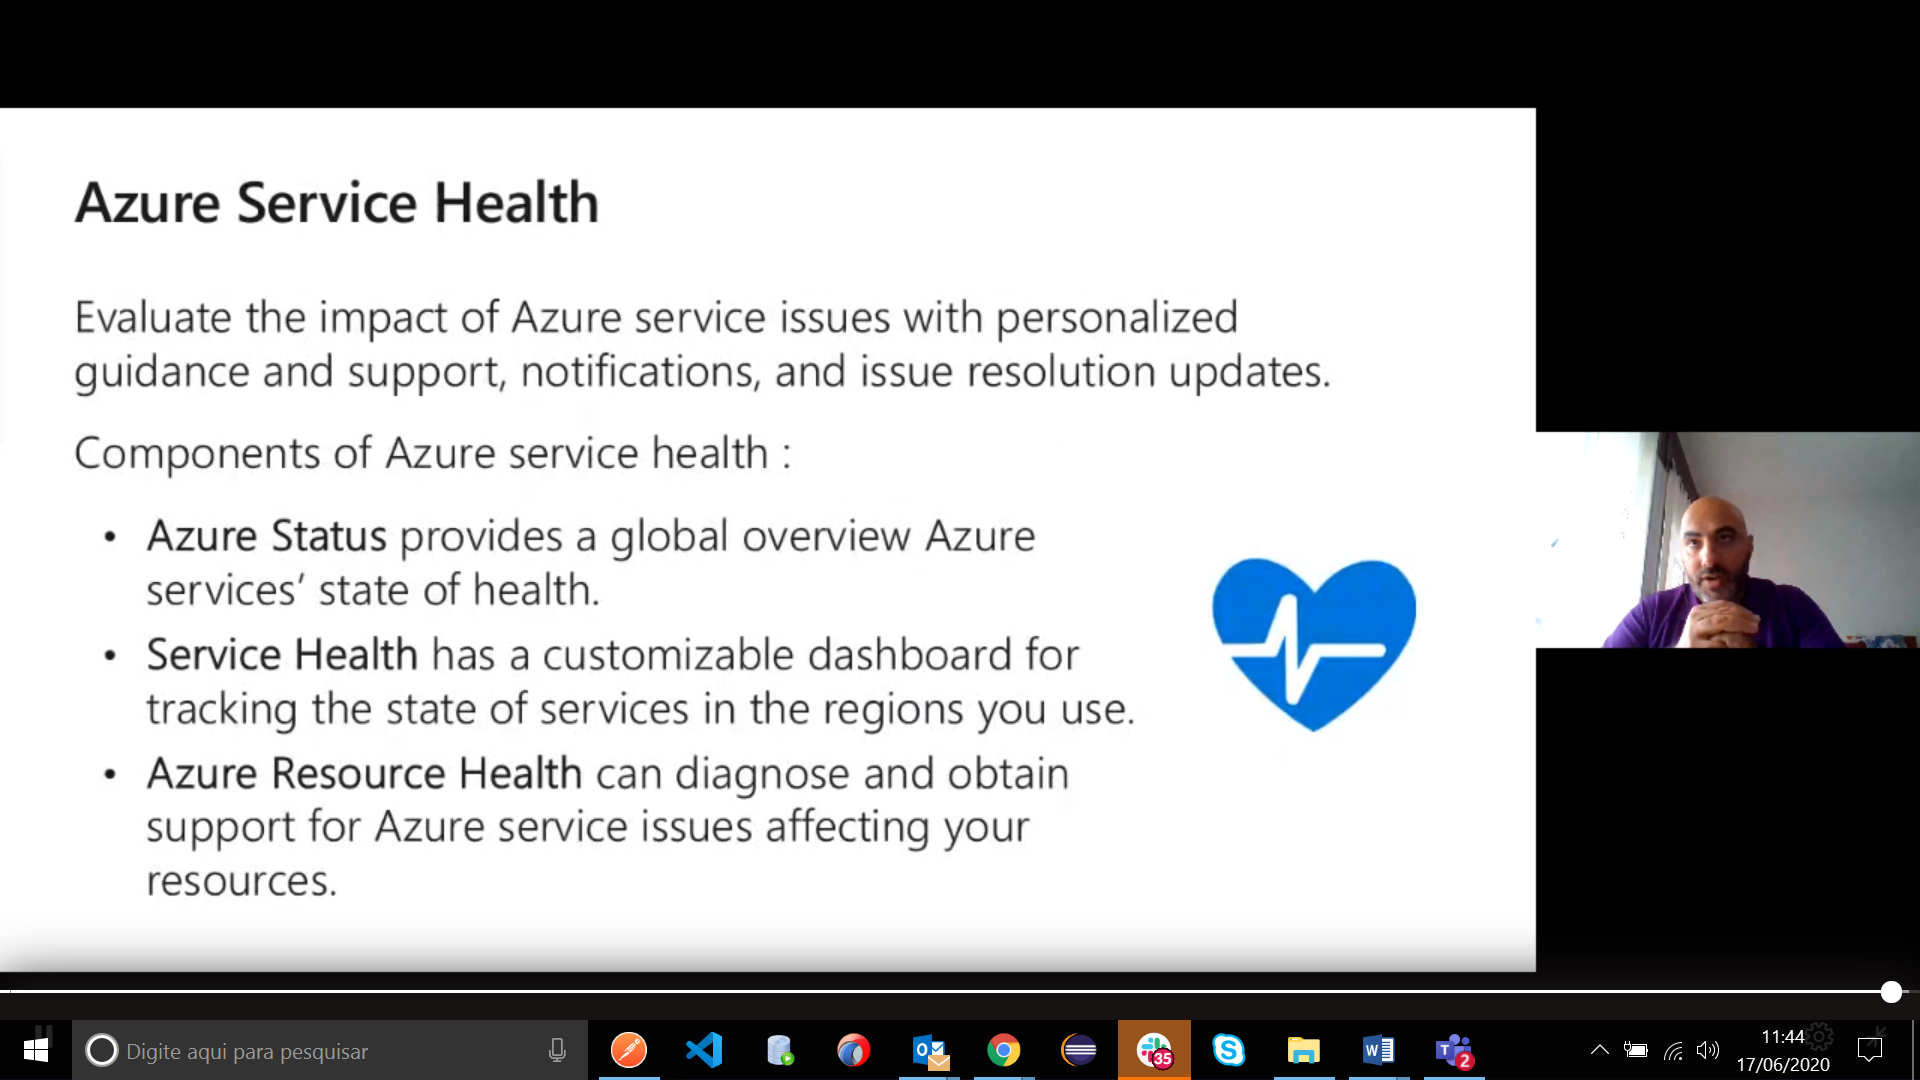 Azure Service Health
Evaluate the impact of Azure service issues with personalized
guidance and support, notifications, and issue resolution updates.
Components of Azure service health :
• Azure Status provides a global overview Azure
services’ state of health.
• Service Health has a customizable dashboard for
tracking the state of services in the regions you use.
• Azure Resource Health can diagnose and obtain
support for Azure service issues affecting your
resources.
Digite aqui para pesquisar
35
2
11:44
17/06/2020